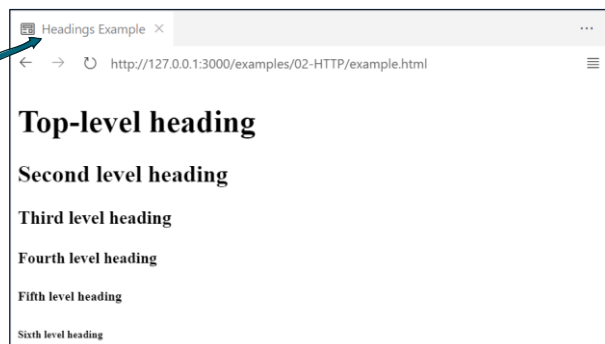 Headings Example
http://127.0.0.1:3000/examples/02-HTTP/example.html
Top-level heading
Second level heading
Third level heading
Fourth level heading
Fifth level heading
Sixth level heading